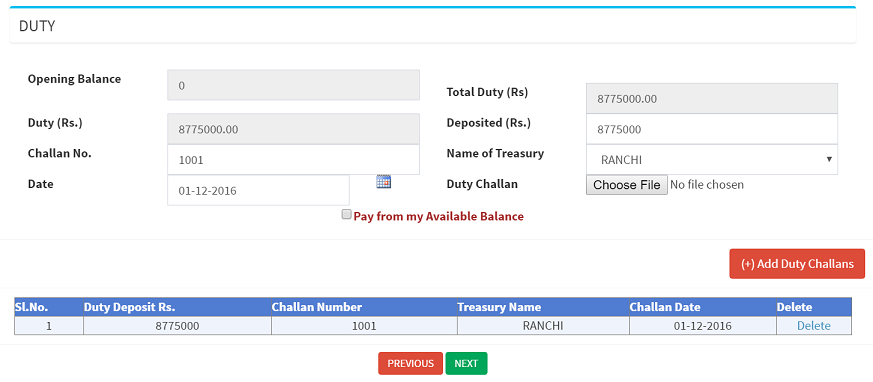 DUTY
Opening Balance 0
Total Duty (Rs) 8775000.00
Duty (Rs.) 8775000.00
Deposited (Rs.) 8775000
Challan No. 1001
Name of Treasury RANCHI
Date 01-12-2016
Duty Challan Choose File No file chosen
Pay from my Available Balance
(+) Add Duty Challans
Sl.No. Duty Deposit Rs. Challan Number Treasury Name Challan Date Delete
1 8775000 1001 RANCHI 01-12-2016 Delete
PREVIOUS NEXT